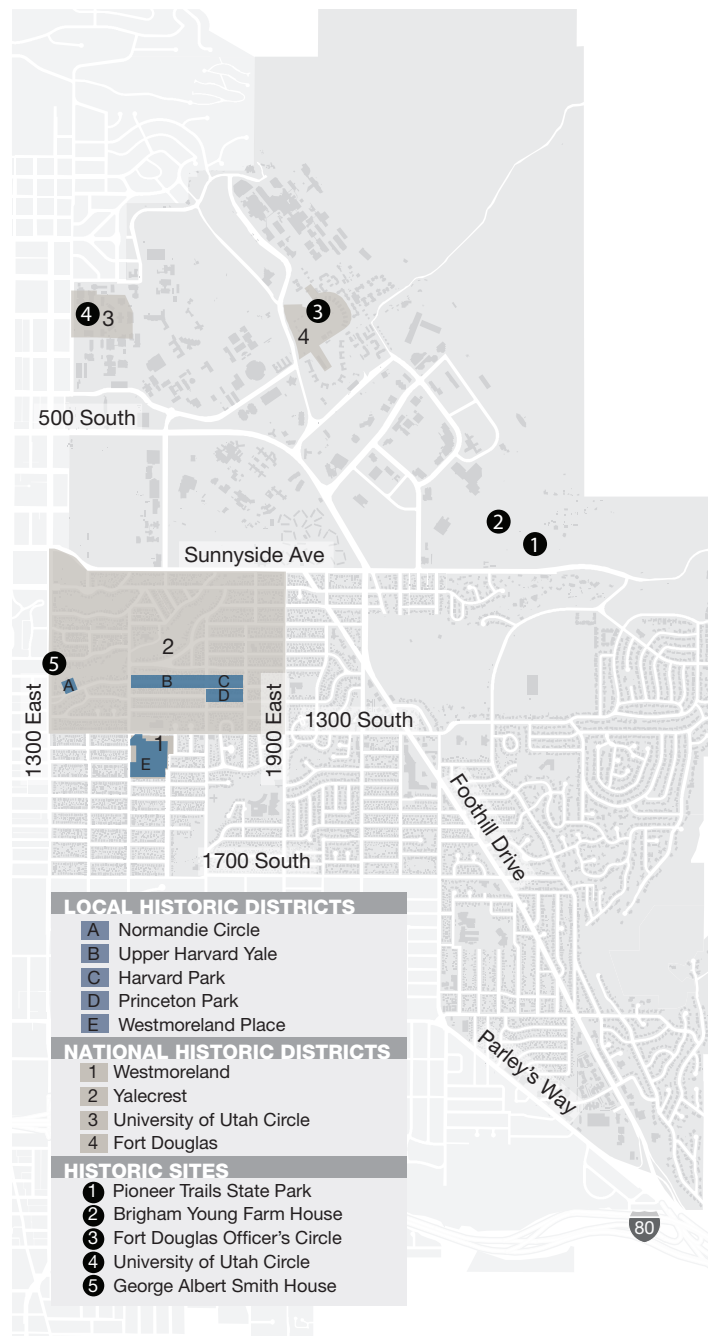 3
4
3
4
500 South
2
1
Sunnyside Ave
2
5
A
B
C
D
1300 East
1900 East
1300 South
1
E
Foothill Drive
1700 South
LOCAL HISTORIC DISTRICTS
A Normandie Circle
B Upper Harvard Yale
C Harvard Park
D Princeton Park
E Westmoreland Place
NATIONAL HISTORIC DISTRICTS
1 Westmoreland
2 Yalecrest
3 University of Utah Circle
4 Fort Douglas
HISTORIC SITES
1 Pioneer Trails State Park
2 Brigham Young Farm House
3 Fort Douglas Officer's Circle
4 University of Utah Circle
5 George Albert Smith House
Parley's Way
80